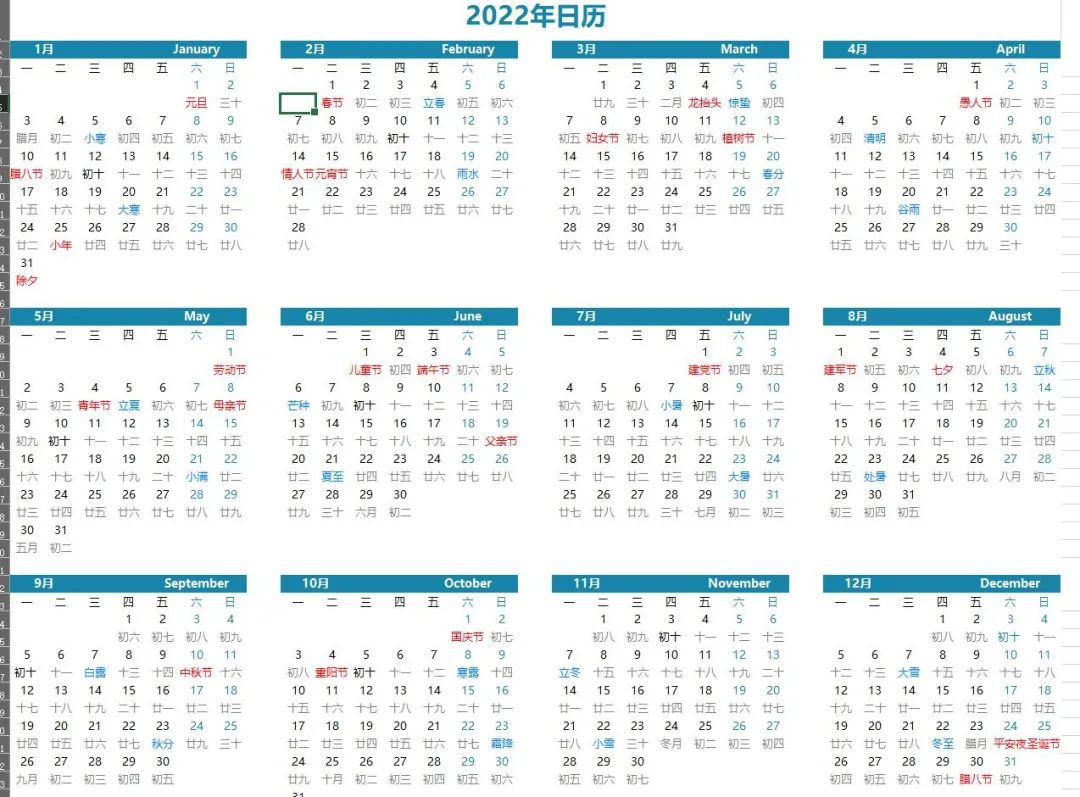 2022年日历
1月 January
一 二 三 四 五 六 日
1 2
元旦 三十
3 4 5 6 7 8 9
腊月 初二 小寒 初四 初五 初六 初七
10 11 12 13 14 15 16
腊八节 初九 初十 十一 十二 十三 十四
17 18 19 20 21 22 23
十五 十六 十七 大寒 十九 二十 廿一
24 25 26 27 28 29 30
廿二 小年 廿四 廿五 廿六 廿七 廿八
31
除夕
2月 February
一 二 三 四 五 六 日
1 2 3 4 5 6
春节 初二 初三 立春 初五 初六
7 8 9 10 11 12 13
初七 初八 初九 初十 十一 十二 十三
14 15 16 17 18 19 20
情人节 元宵节 十六 十七 十八 雨水 二十
21 22 23 24 25 26 27
廿一 廿二 廿三 廿四 廿五 廿六 廿七
28
廿八
3月 March
一 二 三 四 五 六 日
1 2 3 4 5 6
廿九 三十 二月 龙抬头 惊蛰 初四
7 8 9 10 11 12 13
初五 妇女节 初七 初八 初九 植树节 十一
14 15 16 17 18 19 20
十二 十三 十四 十五 十六 十七 春分
21 22 23 24 25 26 27
十九 二十 廿一 廿二 廿三 廿四 廿五
28 29 30 31
廿六 廿七 廿八 廿九
4月 April
一 二 三 四 五 六 日
1 2 3
愚人节 初二 初三
4 5 6 7 8 9 10
初四 清明 初六 初七 初八 初九 初十
11 12 13 14 15 16 17
十一 十二 十三 十四 十五 十六 十七
18 19 20 21 22 23 24
十八 十九 谷雨 廿一 廿二 廿三 廿四
25 26 27 28 29 30
廿五 廿六 廿七 廿八 廿九 三十
5月 May
一 二 三 四 五 六 日
1
劳动节
2 3 4 5 6 7 8
初二 初三 青年节 立夏 初六 初七 母亲节
9 10 11 12 13 14 15
初九 初十 十一 十二 十三 十四 十五
16 17 18 19 20 21 22
十六 十七 十八 十九 二十 小满 廿二
23 24 25 26 27 28 29
廿三 廿四 廿五 廿六 廿七 廿八 廿九
30 31
五月 初二
6月 June
一 二 三 四 五 六 日
1 2 3 4 5
儿童节 初四 端午节 初六 初七
6 7 8 9 10 11 12
芒种 初九 初十 十一 十二 十三 十四
13 14 15 16 17 18 19
十五 十六 十七 十八 十九 二十 父亲节
20 21 22 23 24 25 26
廿二 夏至 廿四 廿五 廿六 廿七 廿八
27 28 29 30
廿九 三十 六月 初二
7月 July
一 二 三 四 五 六 日
1 2 3
建党节 初四 初五
4 5 6 7 8 9 10
初六 初七 初八 小暑 初十 十一 十二
11 12 13 14 15 16 17
十三 十四 十五 十六 十七 十八 十九
18 19 20 21 22 23 24
二十 廿一 廿二 廿三 廿四 大暑 廿六
25 26 27 28 29 30 31
廿七 廿八 廿九 三十 七月 初二 初三
8月 August
一 二 三 四 五 六 日
1 2 3 4 5 6 7
建军节 初五 初六 七夕 初八 初九 立秋
8 9 10 11 12 13 14
十一 十二 十三 十四 十五 十六 十七
15 16 17 18 19 20 21
十八 十九 二十 廿一 廿二 廿三 廿四
22 23 24 25 26 27 28
廿五 处暑 廿七 廿八 廿九 八月 初二
29 30 31
初三 初四 初五
9月 September
一 二 三 四 五 六 日
1 2 3 4
初六 初七 初八 初九
5 6 7 8 9 10 11
初十 十一 白露 十三 十四 中秋节 十六
12 13 14 15 16 17 18
十七 十八 十九 二十 廿一 廿二 廿三
19 20 21 22 23 24 25
廿四 廿五 廿六 廿七 秋分 廿九 三十
26 27 28 29 30
九月 初二 初三 初四 初五
10月 October
一 二 三 四 五 六 日
1 2
国庆节 初七
3 4 5 6 7 8 9
初八 重阳节 初十 十一 十二 寒露 十四
10 11 12 13 14 15 16
十五 十六 十七 十八 十九 二十 廿一
17 18 19 20 21 22 23
廿二 廿三 廿四 廿五 廿六 廿七 霜降
24 25 26 27 28 29 30
廿九 十月 初二 初三 初四 初五 初六
31
11月 November
一 二 三 四 五 六 日
1 2 3 4 5 6
初八 初九 初十 十一 十二 十三
7 8 9 10 11 12 13
立冬 十五 十六 十七 十八 十九 二十
14 15 16 17 18 19 20
廿一 廿二 廿三 廿四 廿五 廿六 廿七
21 22 23 24 25 26 27
廿八 小雪 三十 冬月 初二 初三 初四
28 29 30
初五 初六 初七
12月 December
一 二 三 四 五 六 日
1 2 3 4
初八 初九 初十 十一
5 6 7 8 9 10 11
十二 十三 大雪 十五 十六 十七 十八
12 13 14 15 16 17 18
十九 二十 廿一 廿二 廿三 廿四 廿五
19 20 21 22 23 24 25
廿六 廿七 廿八 冬至 腊月 平安夜 圣诞节
26 27 28 29 30 31
初四 初五 初六 初七 腊八节 初九